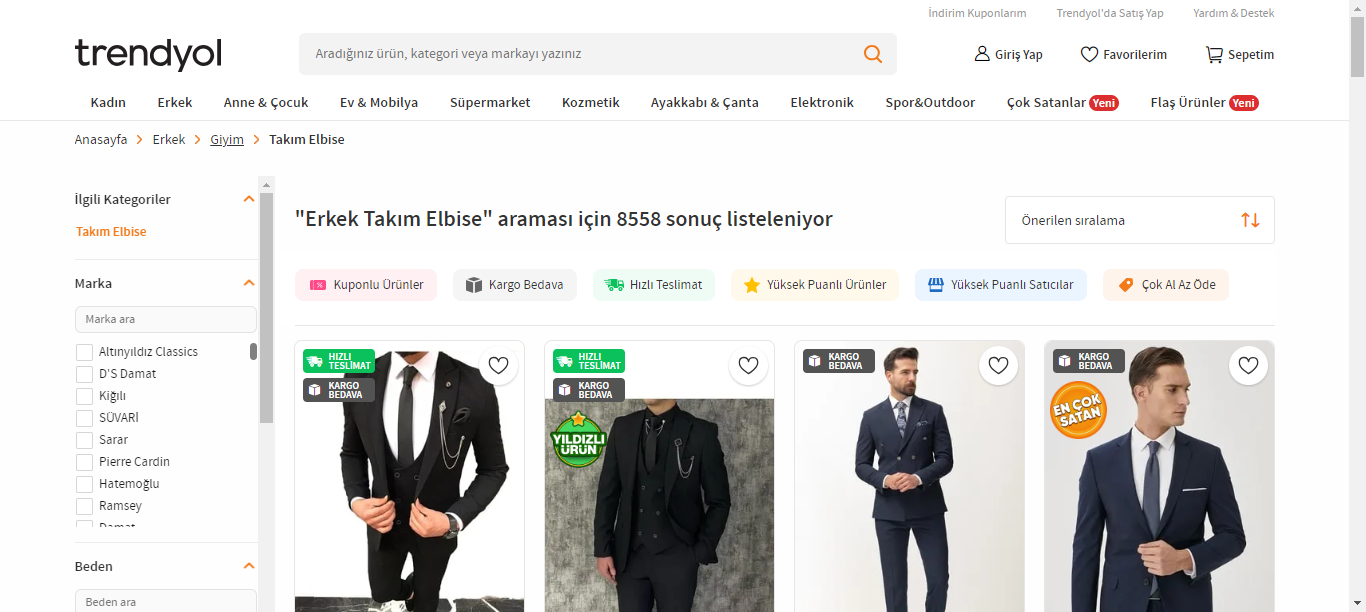 İndirim Kuponlarım Trendyol'da Satış Yap Yardım & Destek
trendyol
Aradığınız ürün, kategori veya markayı yazınız
Giriş Yap Favorilerim Sepetim
Kadın Erkek Anne & Çocuk Ev & Mobilya Süpermarket Kozmetik Ayakkabı & Çanta Elektronik Spor&Outdoor Çok Satanlar Yeni Flaş Ürünler Yeni
Anasayfa Erkek Giyim Takım Elbise
İlgili Kategoriler
Takım Elbise
Marka
Marka ara
Altınyıldız Classics
D'S Damat
Kiğılı
SÜVARİ
Sarar
Pierre Cardin
Hatemoğlu
Ramsey
Damat
Beden
Beden ara
"Erkek Takım Elbise" araması için 8558 sonuç listeleniyor
Önerilen sıralama
Kuponlu Ürünler Kargo Bedava Hızlı Teslimat Yüksek Puanlı Ürünler Yüksek Puanlı Satıcılar Çok Al Az Öde
HIZLI
TESLİMAT
KARGO
BEDAVA
HIZLI
TESLİMAT
KARGO
BEDAVA
YILDIZLI
ÜRÜN
KARGO
BEDAVA
KARGO
BEDAVA
EN ÇOK
SATAN